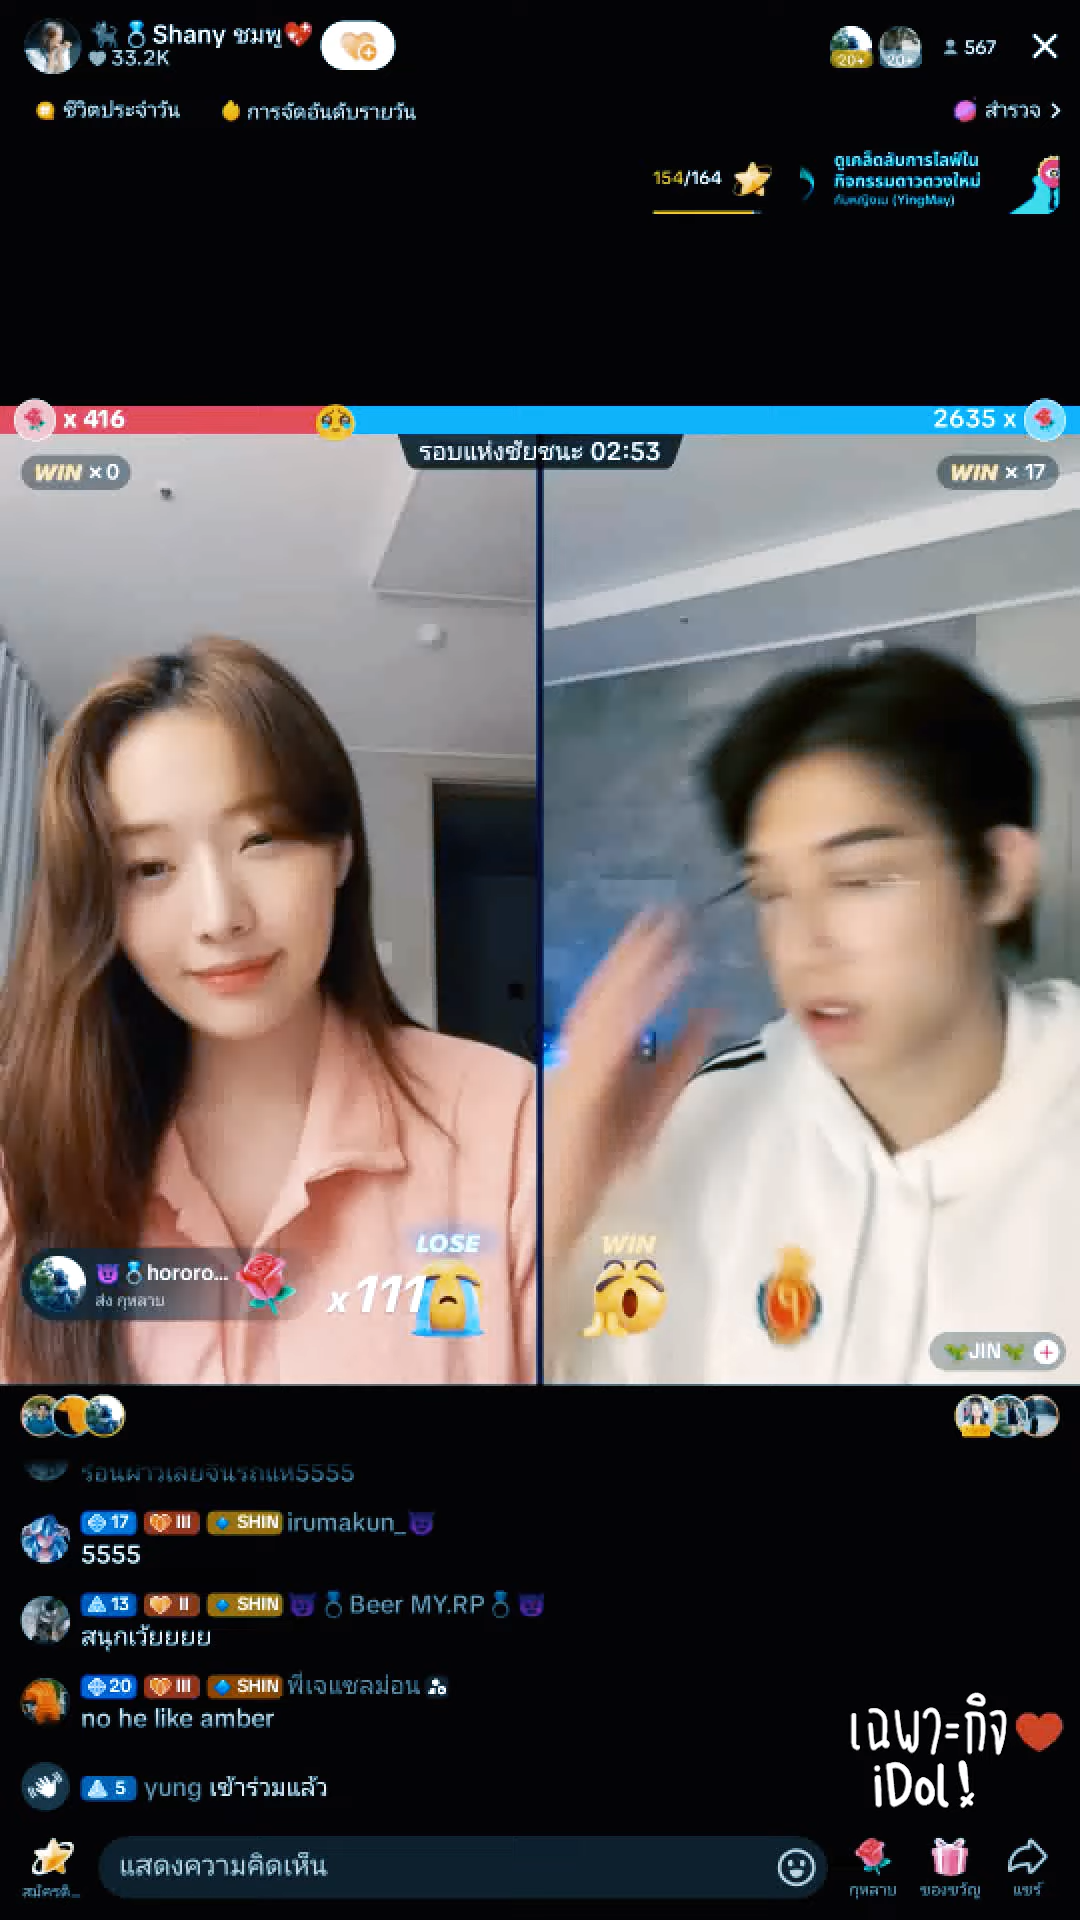 Shany ชมพู
33.2K
567
ชีวิตประจำวัน
การจัดอันดับรายวัน
สำรวจ
154/164
ดูเคล็ดลับการไลฟ์ใน
กิจกรรมดาวดวงใหม่
กับหญิงเม (YingMay)
x 416
2635 x
รอบแห่งชัยชนะ 02:53
WIN x 0
WIN x 17
LOSE
WIN
hororo...
ส่ง กุหลาบ
x 111
JIN
17 III SHIN irumakun_
5555
13 II SHIN Beer MY.RP
สนุกเว้ยยยย
20 III SHIN พี่เจแซลม่อน
no he like amber
5 yung เข้าร่วมแล้ว
เฉพาะกิจ
iDol!
แสดงความคิดเห็น
กุหลาบ
ของขวัญ
แชร์